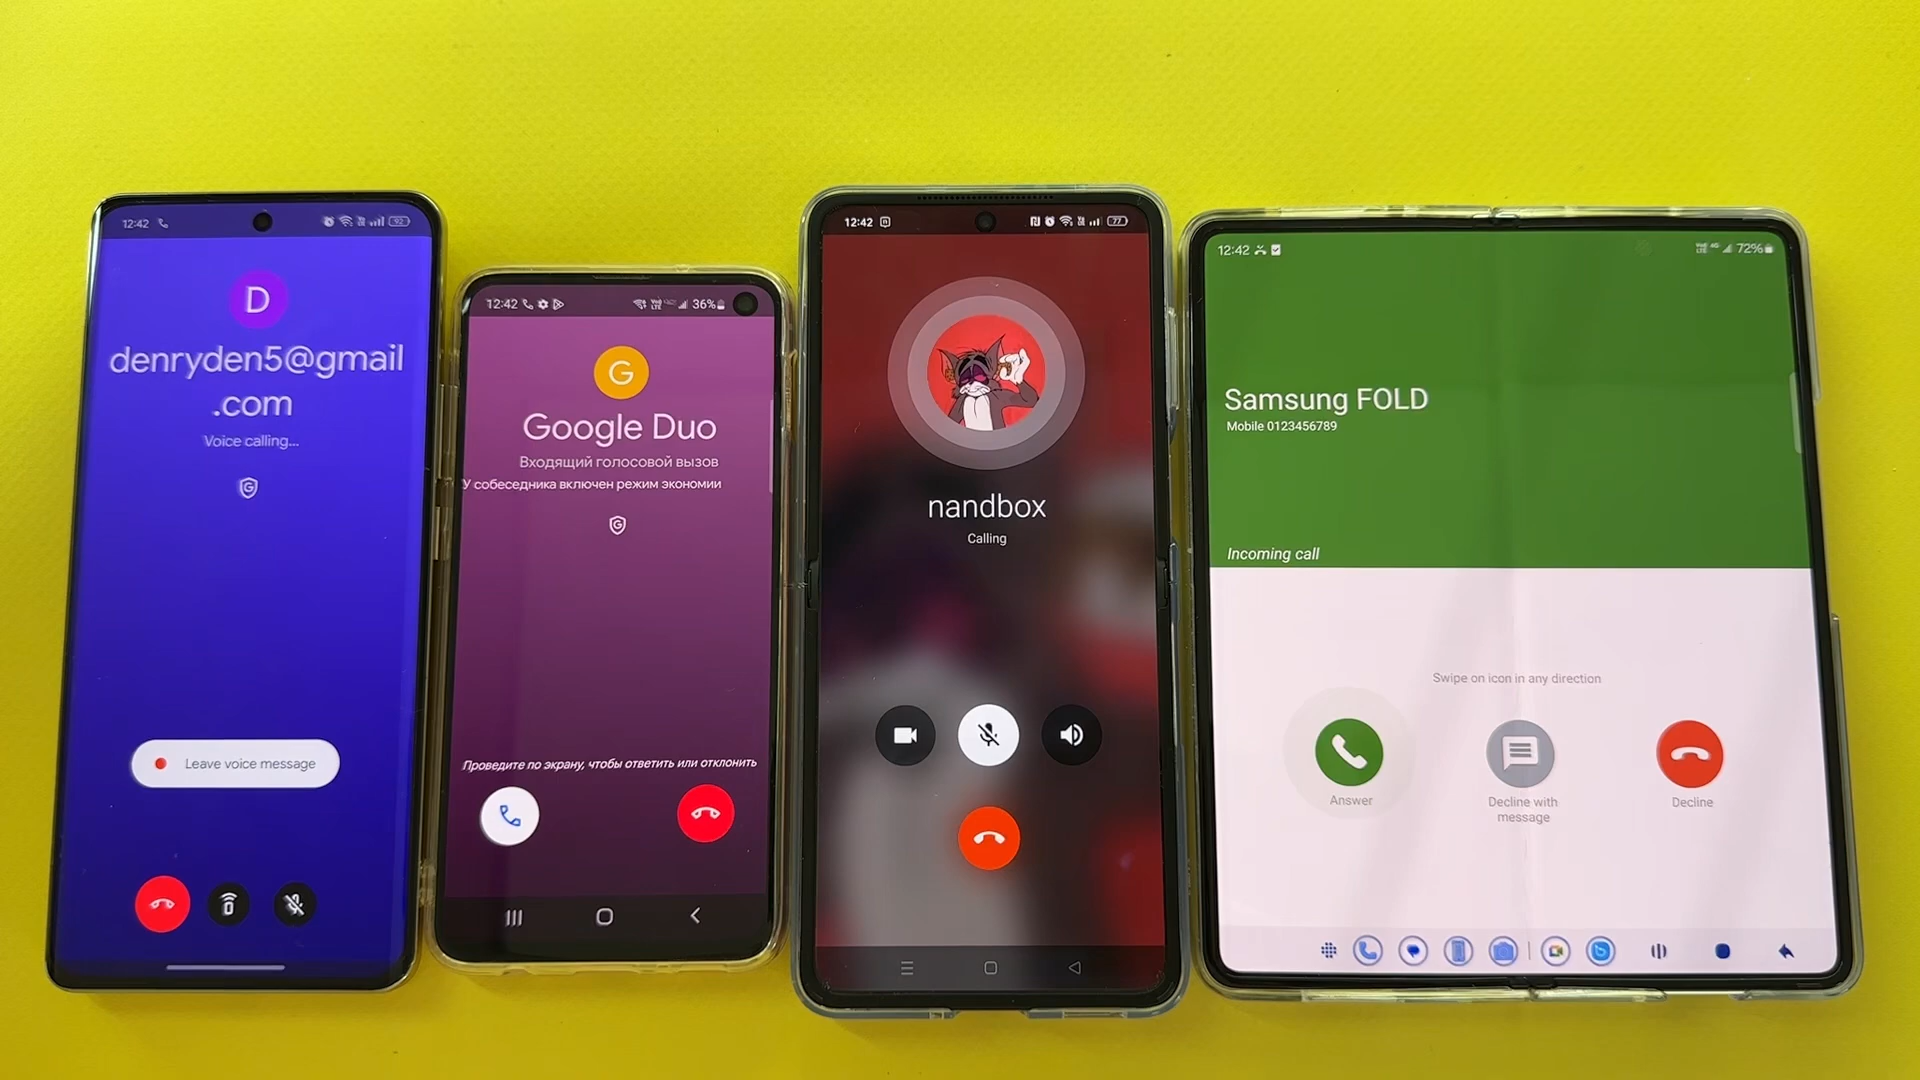 12:42
92
D
denryden5@gmail
.com
Voice calling...
G
Leave voice message
12:42
36%
G
Google Duo
Входящий голосовой вызов
У собеседника включен режим экономии
G
Проведите по экрану, чтобы ответить или отклонить
12:42
77
nandbox
Calling
12:42
72%
Samsung FOLD
Mobile 0123456789
Incoming call
Swipe on icon in any direction
Answer
Decline with
message
Decline